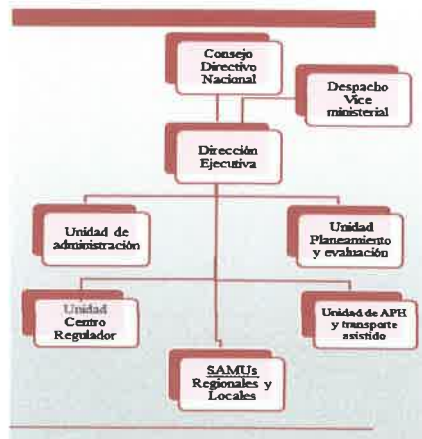 Consejo
Directivo
Nacional
Despacho
Vice
ministerial
Dirección
Ejecutiva
Unidad de
administración
Unidad
Planeamiento
y evaluación
Unidad
Centro
Regulador
Unidad de APH
y transporte
asistido
SAMUs
Regionales y
Locales